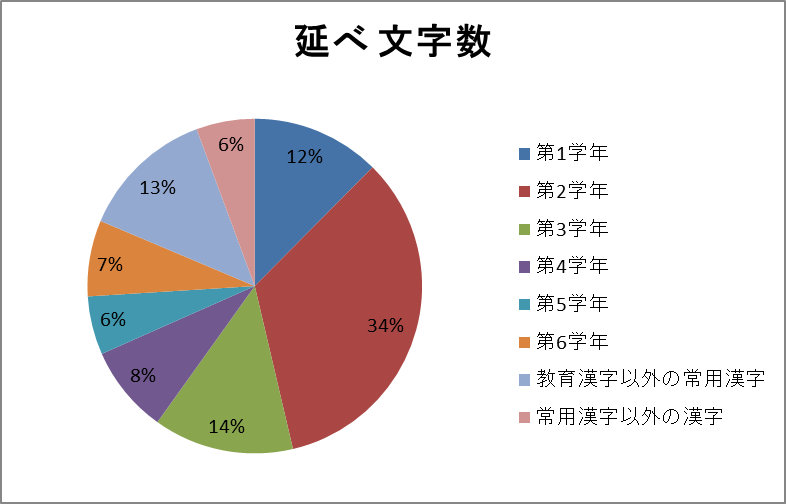 延べ 文字数
12%
34%
14%
8%
6%
7%
13%
6%
第1学年
第2学年
第3学年
第4学年
第5学年
第6学年
教育漢字以外の常用漢字
常用漢字以外の漢字